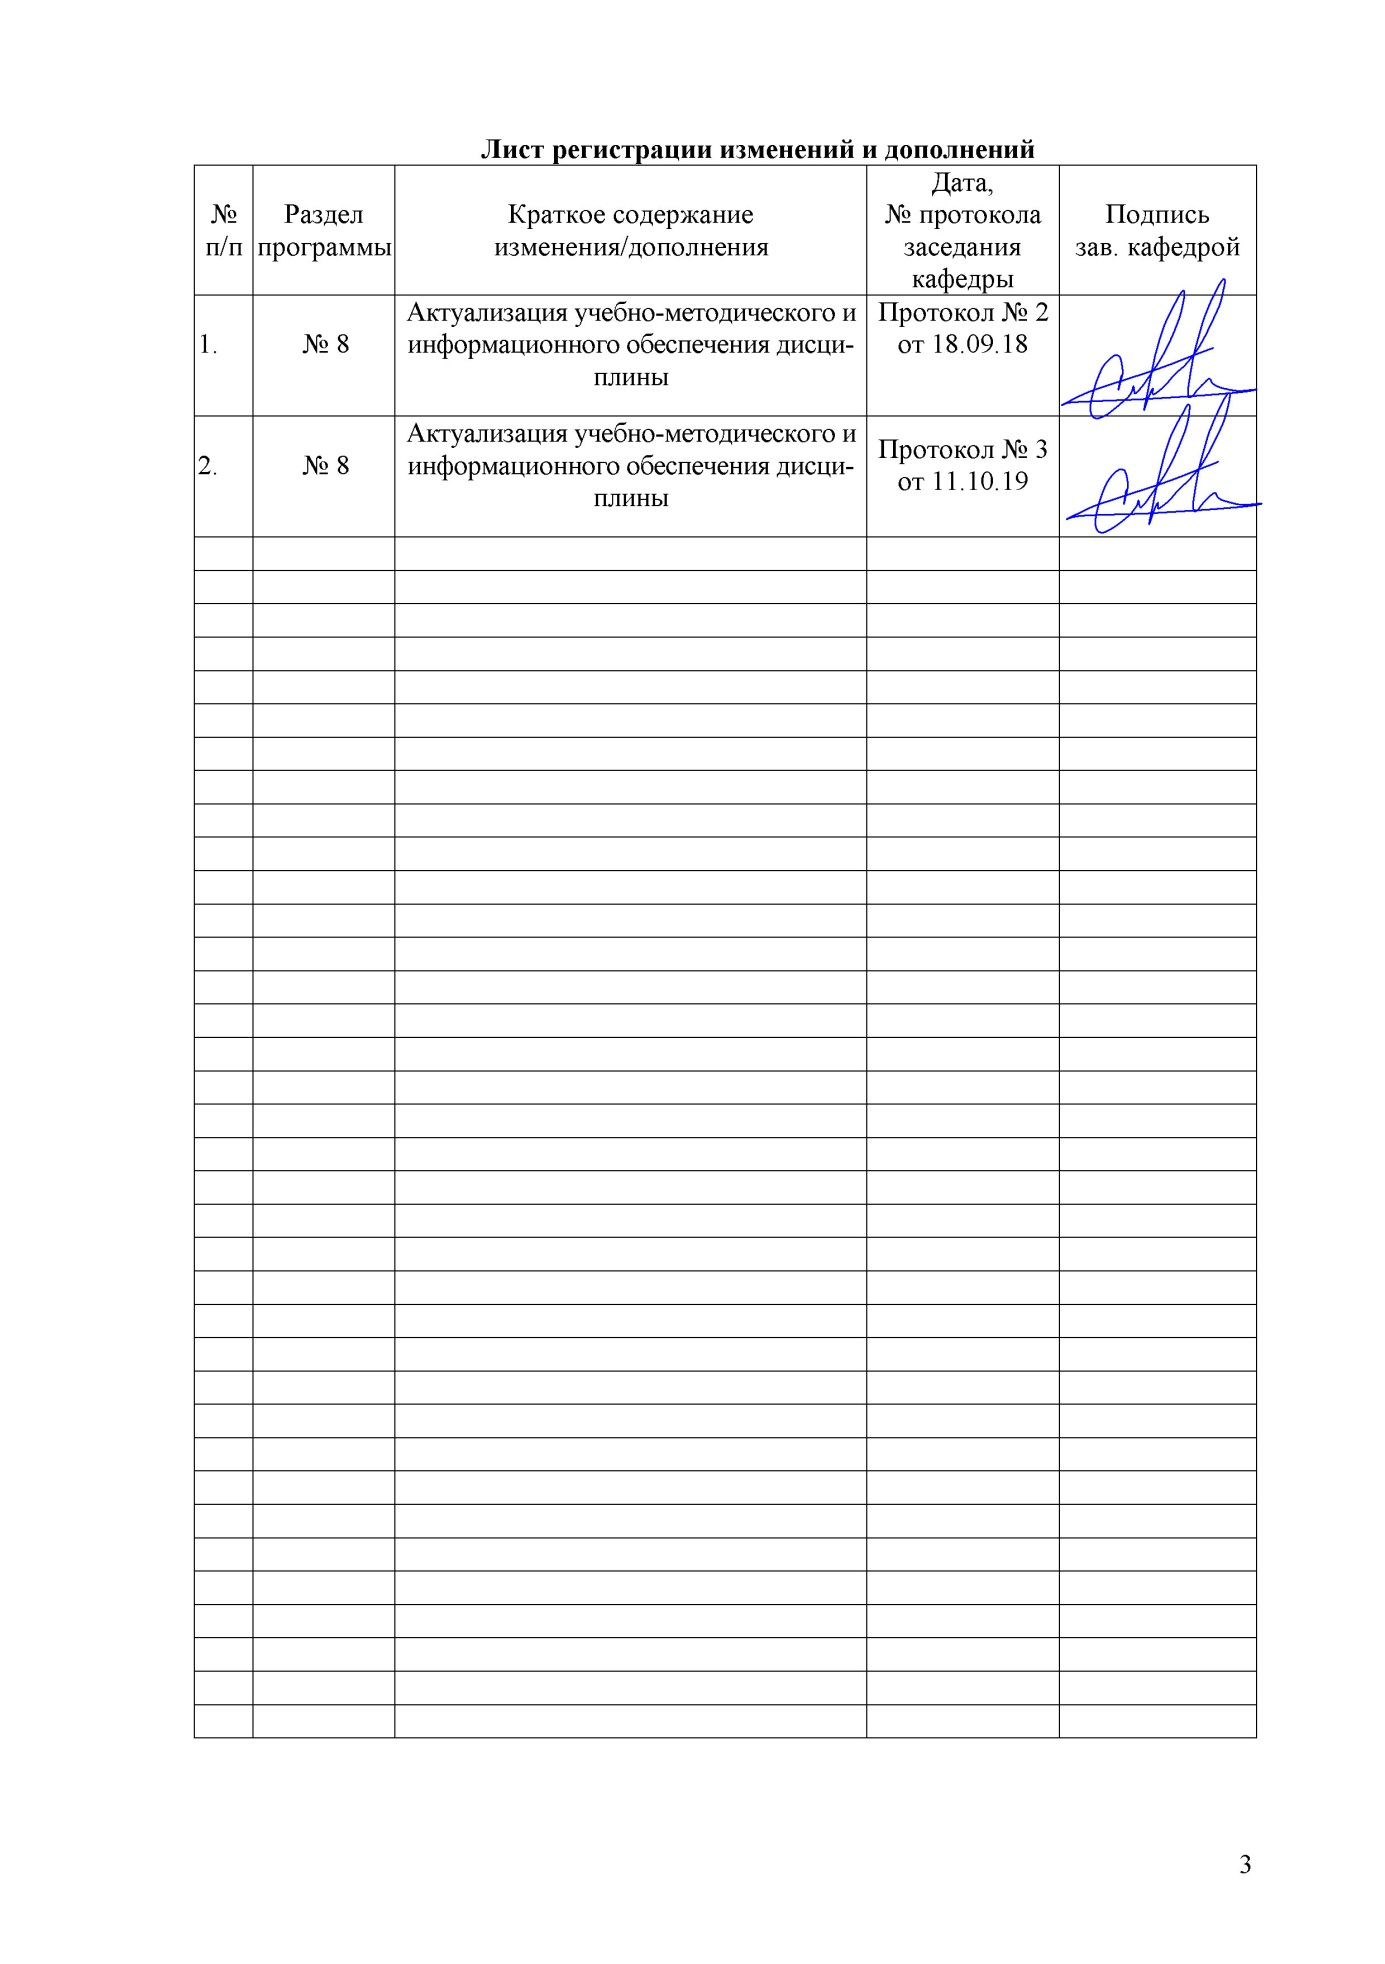 Лист регистрации изменений и дополнений
№
п/п
Раздел
программы
Краткое содержание
изменения/дополнения
Дата,
№ протокола
заседания
кафедры
Подпись
зав. кафедрой
1.
№ 8
Актуализация учебно-методического и
информационного обеспечения дисци-
плины
Протокол № 2
от 18.09.18
2.
№ 8
Актуализация учебно-методического и
информационного обеспечения дисци-
плины
Протокол № 3
от 11.10.19
3